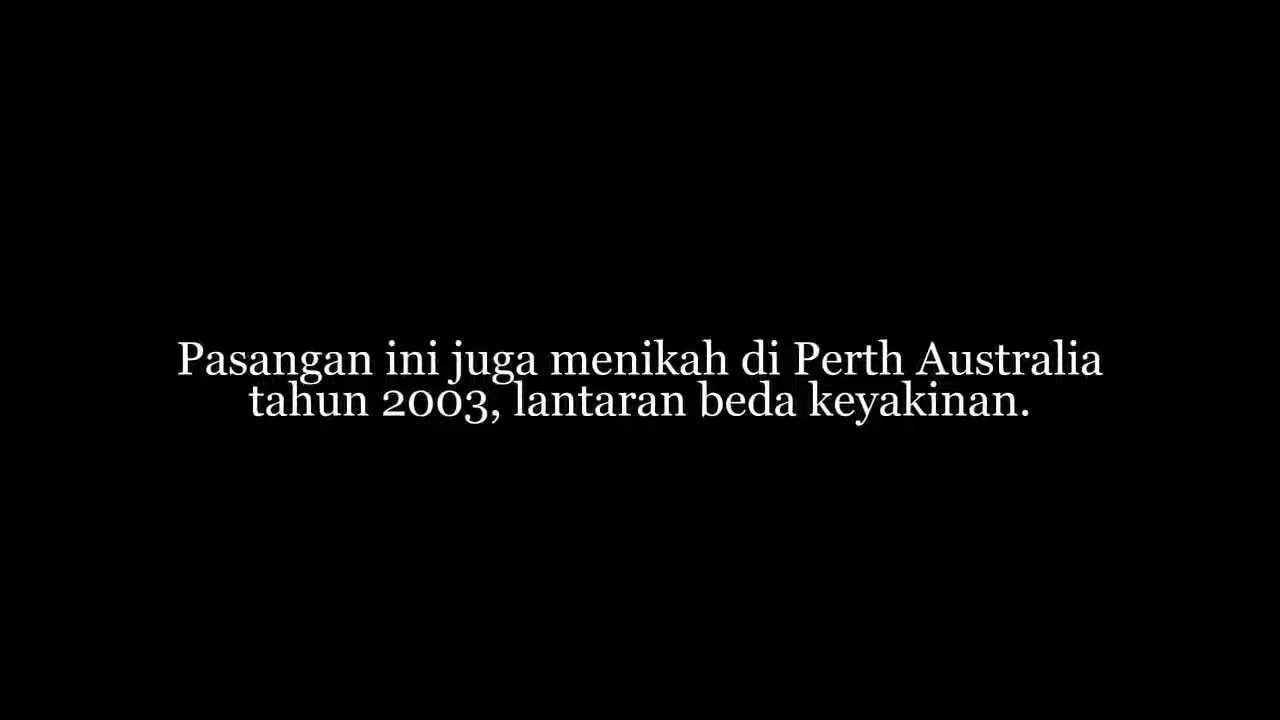 Pasangan ini juga menikah di Perth Australia
tahun 2003, lantaran beda keyakinan.